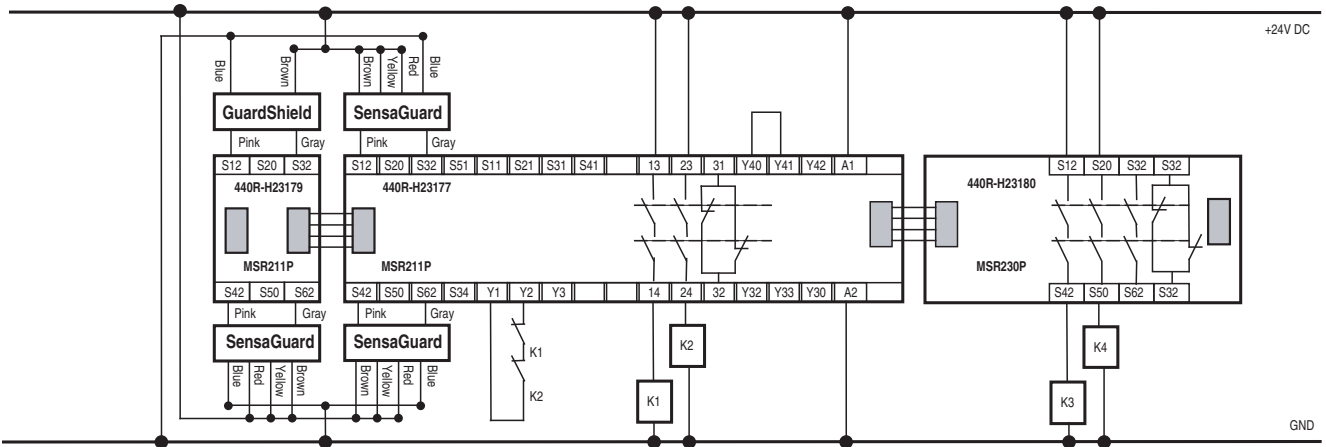 +24V DC
Blue
Brown
Brown
Yellow
Red
Blue
GuardShield
SensaGuard
Pink
Gray
Pink
Gray
S12 S20 S32
S12 S20 S32 S51 S11 S21 S31 S41 13 23 31 Y40 Y41 Y42 A1
S12 S20 S32 S32
440R-H23179
440R-H23177
440R-H23180
MSR211P
MSR211P
MSR230P
S42 S50 S62
S42 S50 S62 S34 Y1 Y2 Y3 14 24 32 Y32 Y33 Y30 A2
S42 S50 S62 S32
Pink
Gray
Pink
Gray
SensaGuard
SensaGuard
K1
K2
K2
K4
Blue
Red
Yellow
Brown
Brown
Yellow
Red
Blue
K1
K3
GND